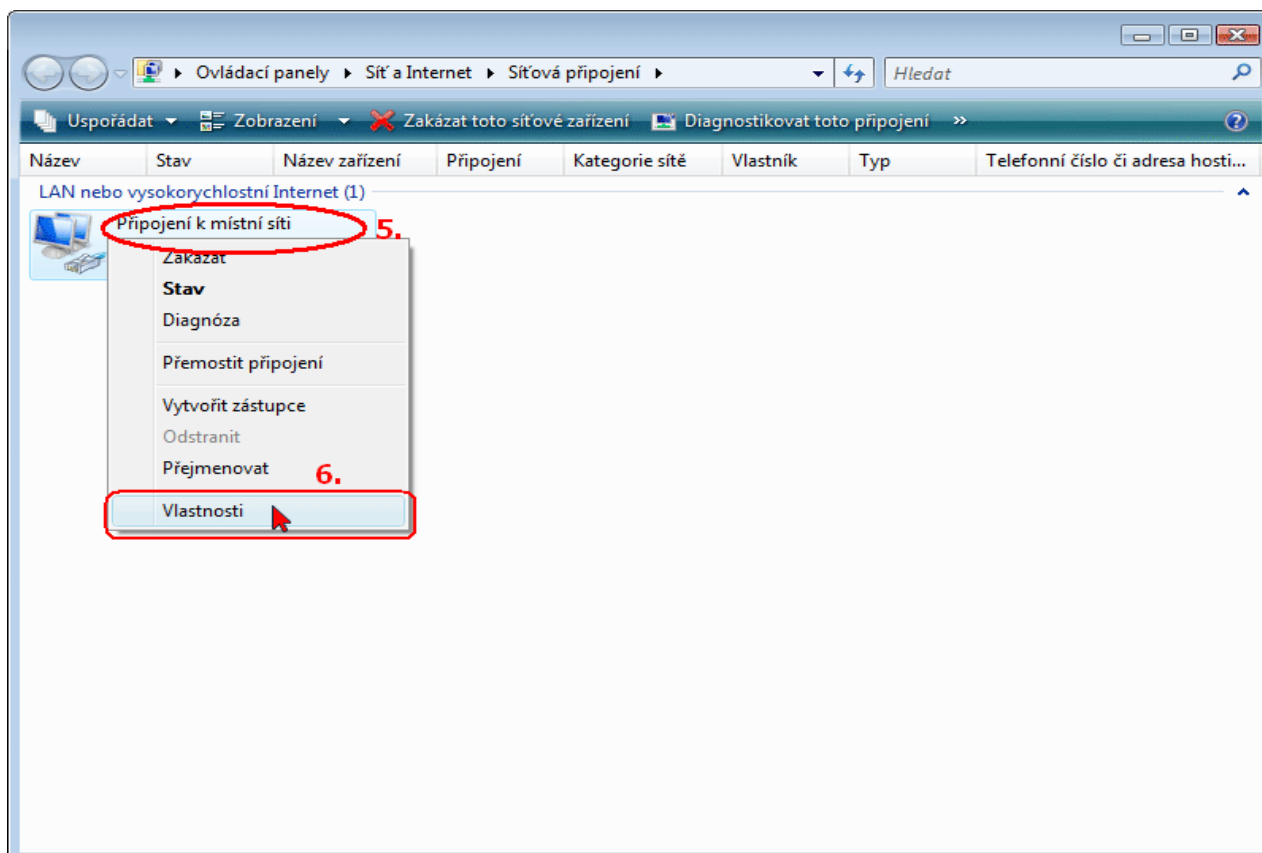 Ovládací panely Síť a Internet Síťová připojení Hledat
Uspořádat Zobrazení Zakázat toto síťové zařízení Diagnostikovat toto připojení »
Název Stav Název zařízení Připojení Kategorie sítě Vlastník Typ Telefonní číslo či adresa hosti...
LAN nebo vysokorychlostní Internet (1)
Připojení k místní síti 5.
Zakázat
Stav
Diagnóza
Přemostit připojení
Vytvořit zástupce
Odstranit
Přejmenovat
6.
Vlastnosti